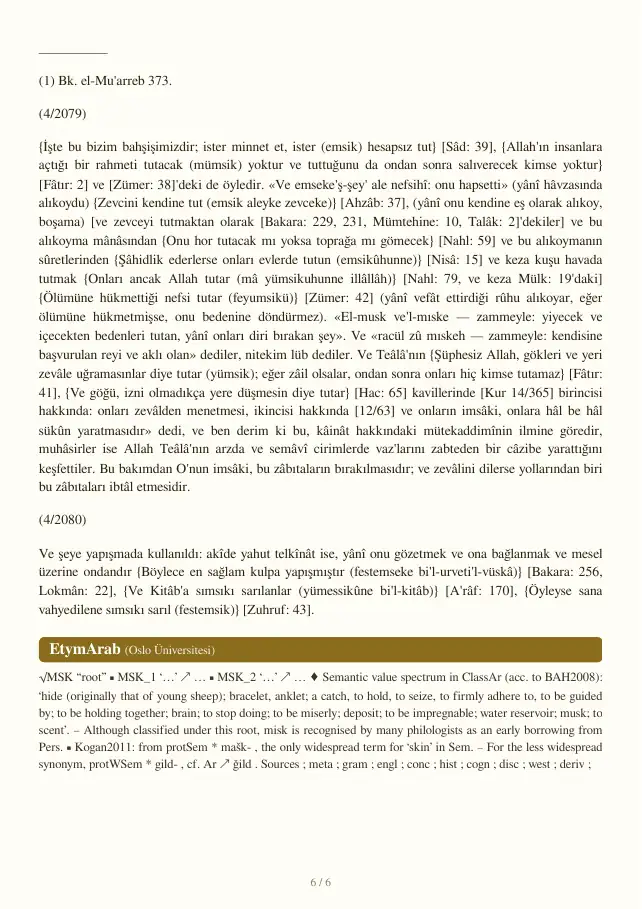 (1) Bk. el-Mu'arreb 373.
(4/2079)
{İşte bu bizim bahşişimizdir; ister minnet et, ister (emsik) hesapsız tut} [Sâd: 39], {Allah'ın insanlara
açtığı bir rahmeti tutacak (mümsik) yoktur ve tuttuğunu da ondan sonra salıverecek kimse yoktur}
[Fâtır: 2] ve [Zümer: 38]'deki de öyledir. «Ve emseke'ş-şey' ale nefsihî: onu hapsetti» (yânî hâvzasında
alıkoydu) {Zevcini kendine tut (emsik aleyke zevceke)} [Ahzâb: 37], (yânî onu kendine eş olarak alıkoy,
boşama) [ve zevceyi tutmaktan olarak [Bakara: 229, 231, Mümtehine: 10, Talâk: 2]'dekiler] ve bu
alıkoyma mânâsından {Onu hor tutacak mı yoksa toprağa mı gömecek} [Nahl: 59] ve bu alıkoymanın
sûretlerinden {Şâhidlik ederlerse onları evlerde tutun (emsikûhunne)} [Nisâ: 15] ve keza kuşu havada
tutmak {Onları ancak Allah tutar (mâ yümsikuhunne illâllâh)} [Nahl: 79, ve keza Mülk: 19'daki]
{Ölümüne hükmettiği nefsi tutar (feyumsikü)} [Zümer: 42] (yânî vefât ettirdiği rûhu alıkoyar, eğer
ölümüne hükmetmişse, onu bedenine döndürmez). «El-musk ve'l-mıske — zammeyle: yiyecek ve
içecekten bedenleri tutan, yânî onları diri bırakan şey». Ve «racül zû mıskeh — zammeyle: kendisine
başvurulan reyi ve aklı olan» dediler, nitekim lüb dediler. Ve Teâlâ'nın {Şüphesiz Allah, gökleri ve yeri
zevâle uğramasınlar diye tutar (yümsik); eğer zâil olsalar, ondan sonra onları hiç kimse tutamaz} [Fâtır:
41], {Ve göğü, izni olmadıkça yere düşmesin diye tutar} [Hac: 65] kavillerinde [Kur 14/365] birincisi
hakkında: onları zevâlden menetmesi, ikincisi hakkında [12/63] ve onların imsâki, onlara hâl be hâl
sükûn yaratmasıdır» dedi, ve ben derim ki bu, kâinât hakkındaki mütekaddimînin ilmine göredir,
muhâsirler ise Allah Teâlâ'nın arzda ve semâvî cirimlerde vaz'larını zabteden bir câzibe yarattığını
keşfettiler. Bu bakımdan O'nun imsâki, bu zâbıtaların bırakılmasıdır; ve zevâlini dilerse yollarından biri
bu zâbıtaları ibtâl etmesidir.
(4/2080)
Ve şeye yapışmada kullanıldı: akîde yahut telkînât ise, yânî onu gözetmek ve ona bağlanmak ve mesel
üzerine ondandır {Böylece en sağlam kulpa yapışmıştır (festemseke bi'l-urveti'l-vüskâ)} [Bakara: 256,
Lokmân: 22], {Ve Kitâb'a sımsıkı sarılanlar (yümessikûne bi'l-kitâb)} [A'râf: 170], {Öyleyse sana
vahyedilene sımsıkı sarıl (festemsik)} [Zuhruf: 43].
EtymArab (Oslo Üniversitesi)
√MSK “root” ▪ MSK_1 ‘…’ ↗ … ▪ MSK_2 ‘…’ ↗ … ♦ Semantic value spectrum in ClassAr (acc. to BAH2008):
‘hide (originally that of young sheep); bracelet, anklet; a catch, to hold, to seize, to firmly adhere to, to be guided
by; to be holding together; brain; to stop doing; to be miserly; deposit; to be impregnable; water reservoir; musk; to
scent’. – Although classified under this root, misk is recognised by many philologists as an early borrowing from
Pers. ▪ Kogan2011: from protSem * mašk- , the only widespread term for ‘skin’ in Sem. – For the less widespread
synonym, protWSem * gild- , cf. Ar ↗ ǧild . Sources ; meta ; gram ; engl ; conc ; hist ; cogn ; disc ; west ; deriv ;
6 / 6